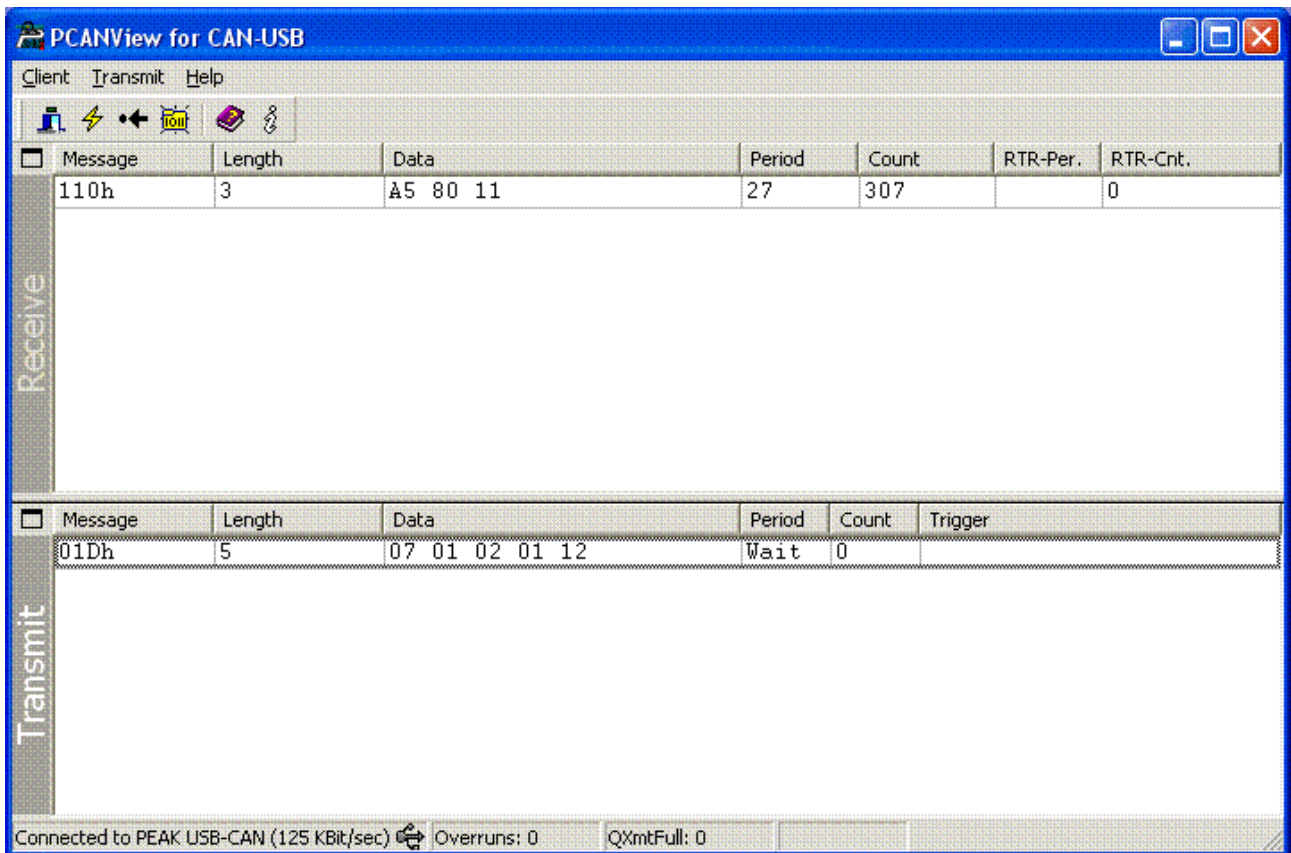 PCANView for CAN-USB
Client Transmit Help
Message Length Data Period Count RTR-Per. RTR-Cnt.
110h 3 A5 80 11 27 307 0
Receive
Message Length Data Period Count Trigger
01Dh 5 07 01 02 01 12 Wait 0
Transmit
Connected to PEAK USB-CAN (125 KBit/sec) Overruns: 0 QXmtFull: 0